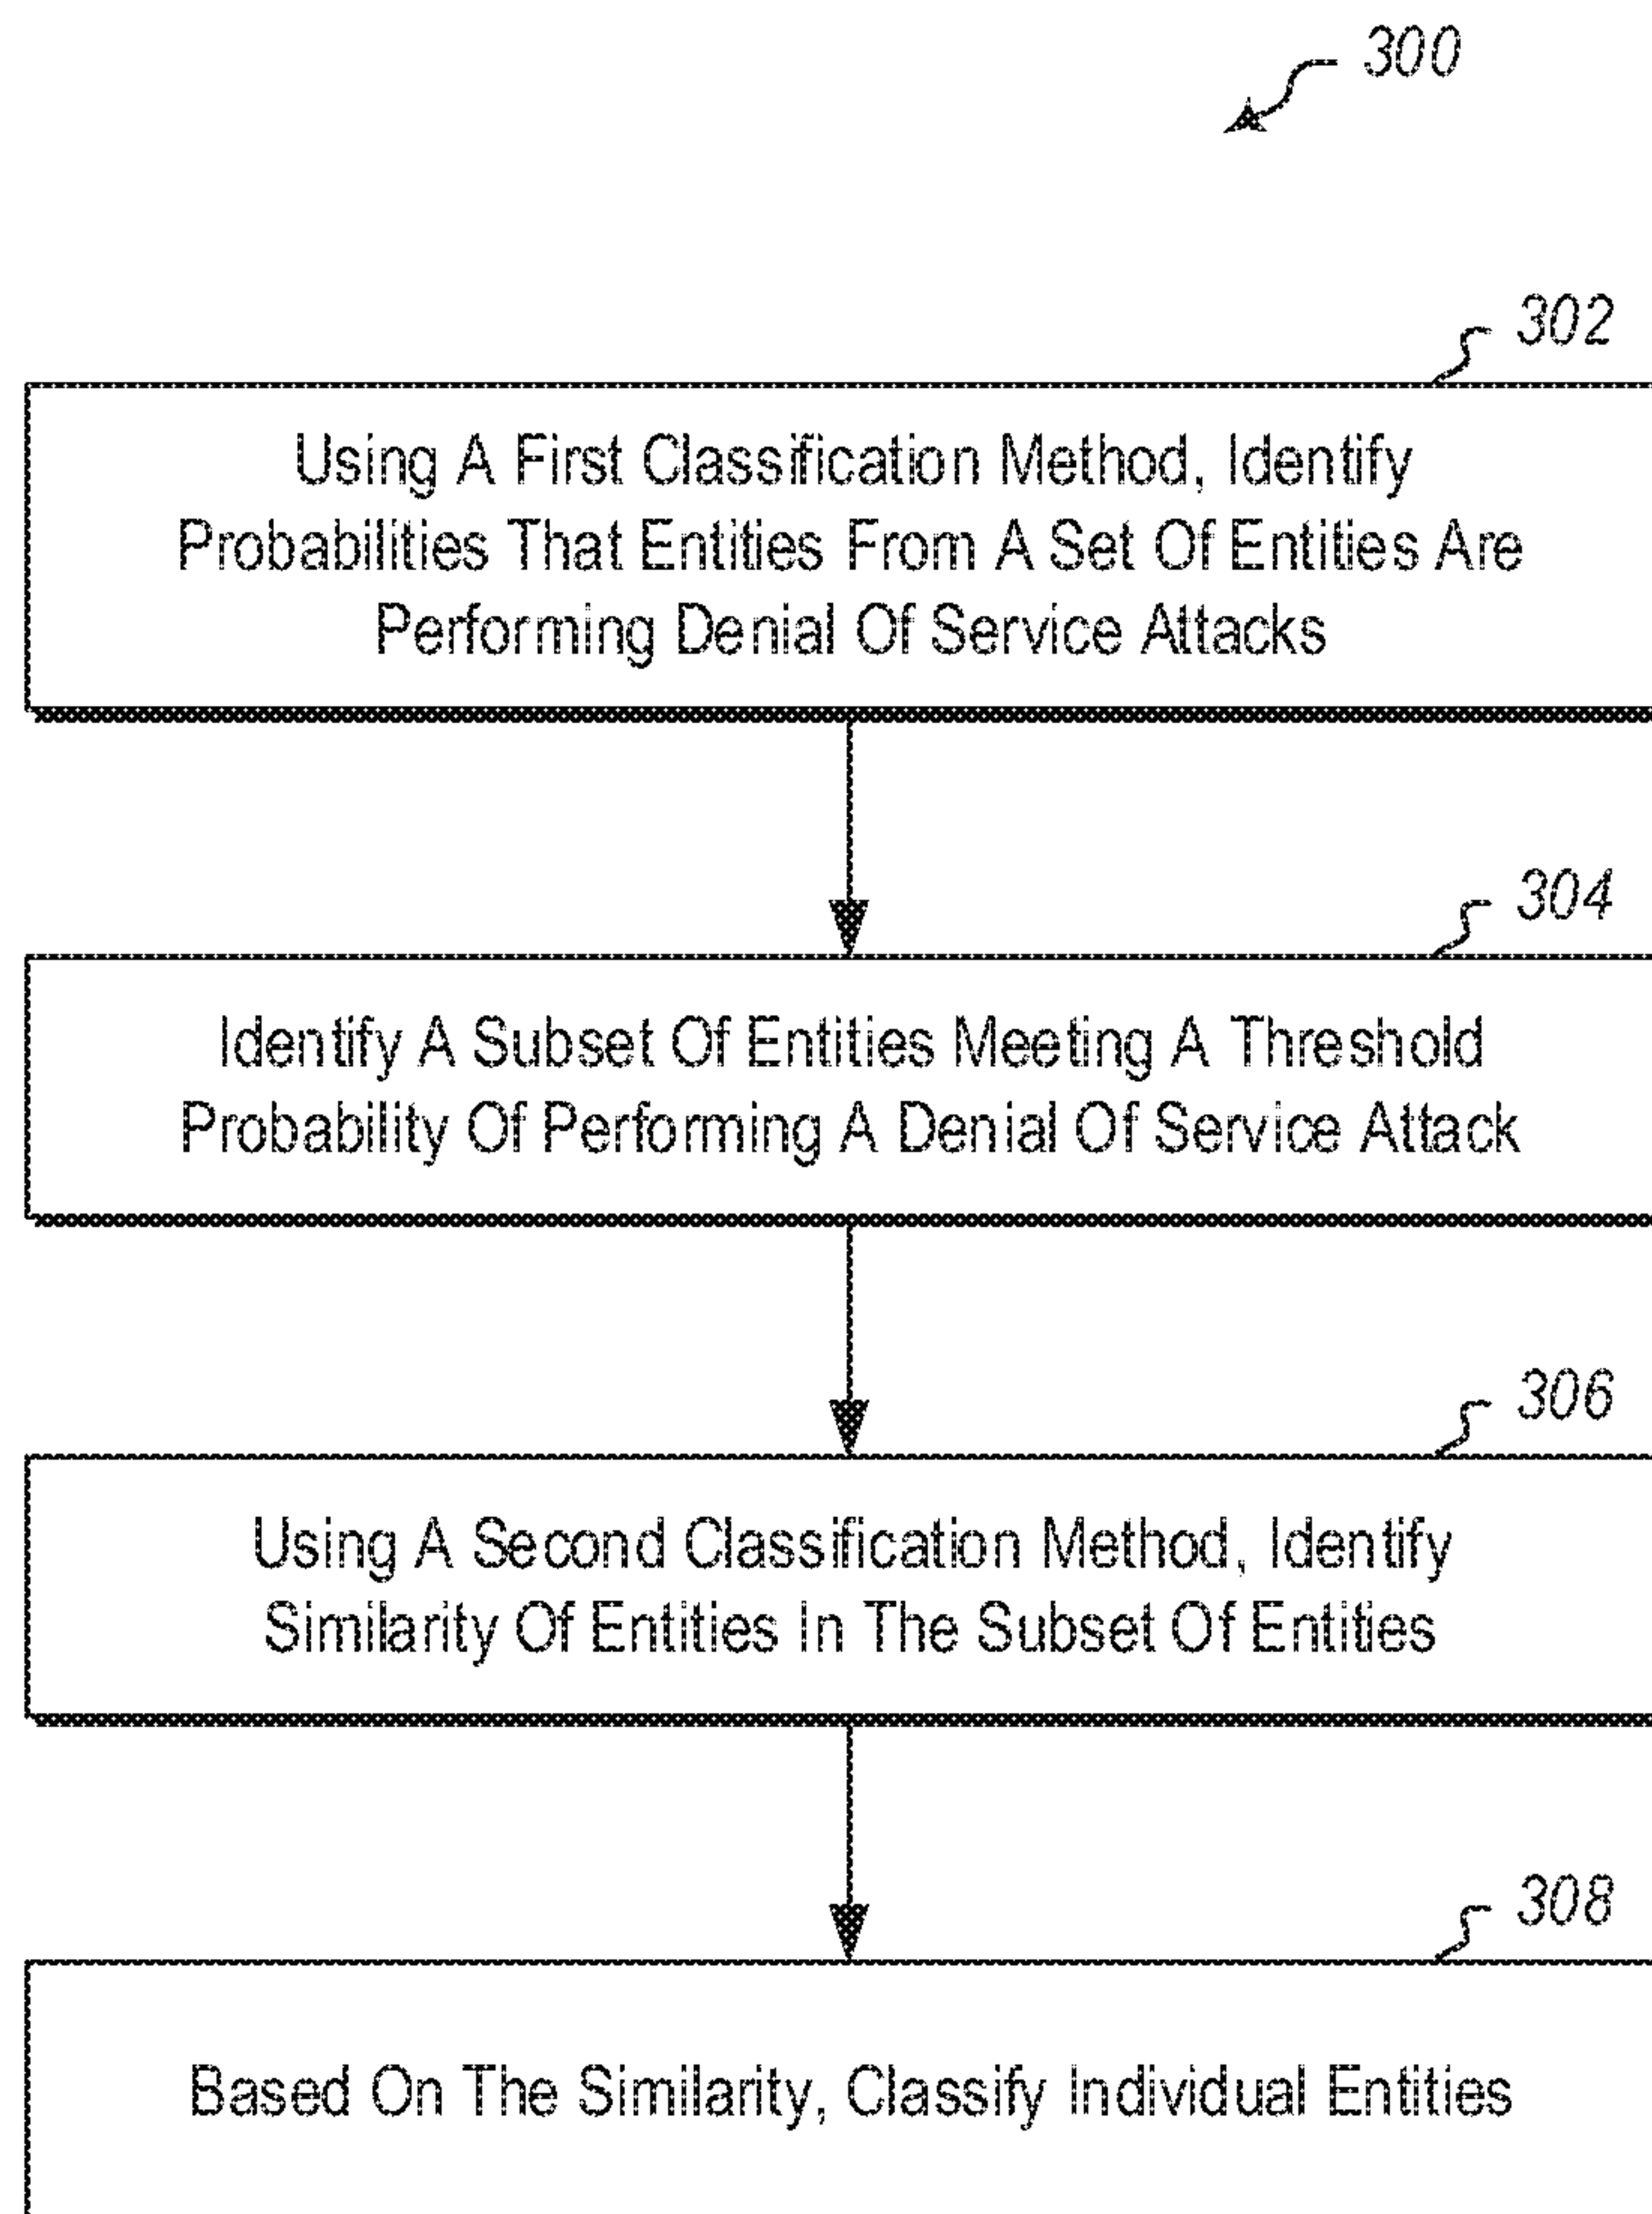 300
302
Using A First Classification Method, Identify
Probabilities That Entities From A Set Of Entities Are
Performing Denial Of Service Attacks
304
Identify A Subset Of Entities Meeting A Threshold
Probability Of Performing A Denial Of Service Attack
306
Using A Second Classification Method, Identify
Similarity Of Entities In The Subset Of Entities
308
Based On The Similarity, Classify Individual Entities